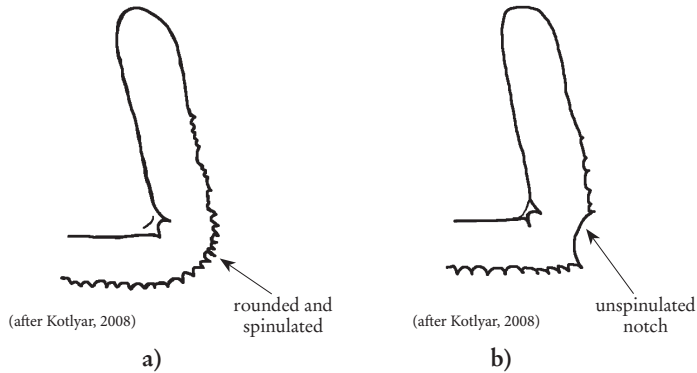 rounded and
spinulated
(after Kotlyar, 2008)
a)
unspinulated
notch
(after Kotlyar, 2008)
b)